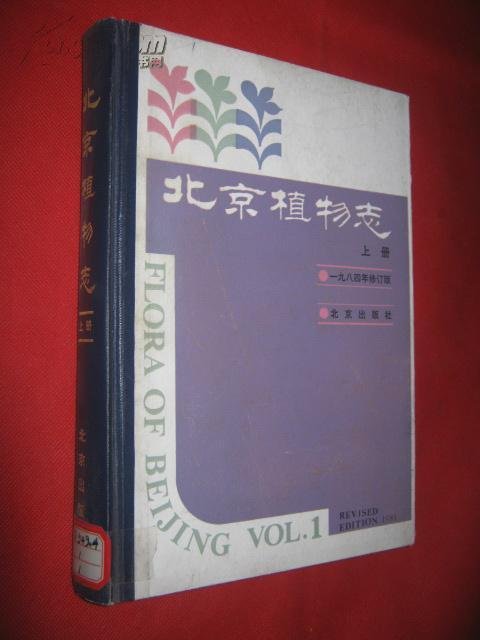 北京植物志
上册
一九八四年修订版
北京出版社
FLORA OF BEIJING VOL.1
REVISED
EDITION 1984
北京植物志
上册
北京出版